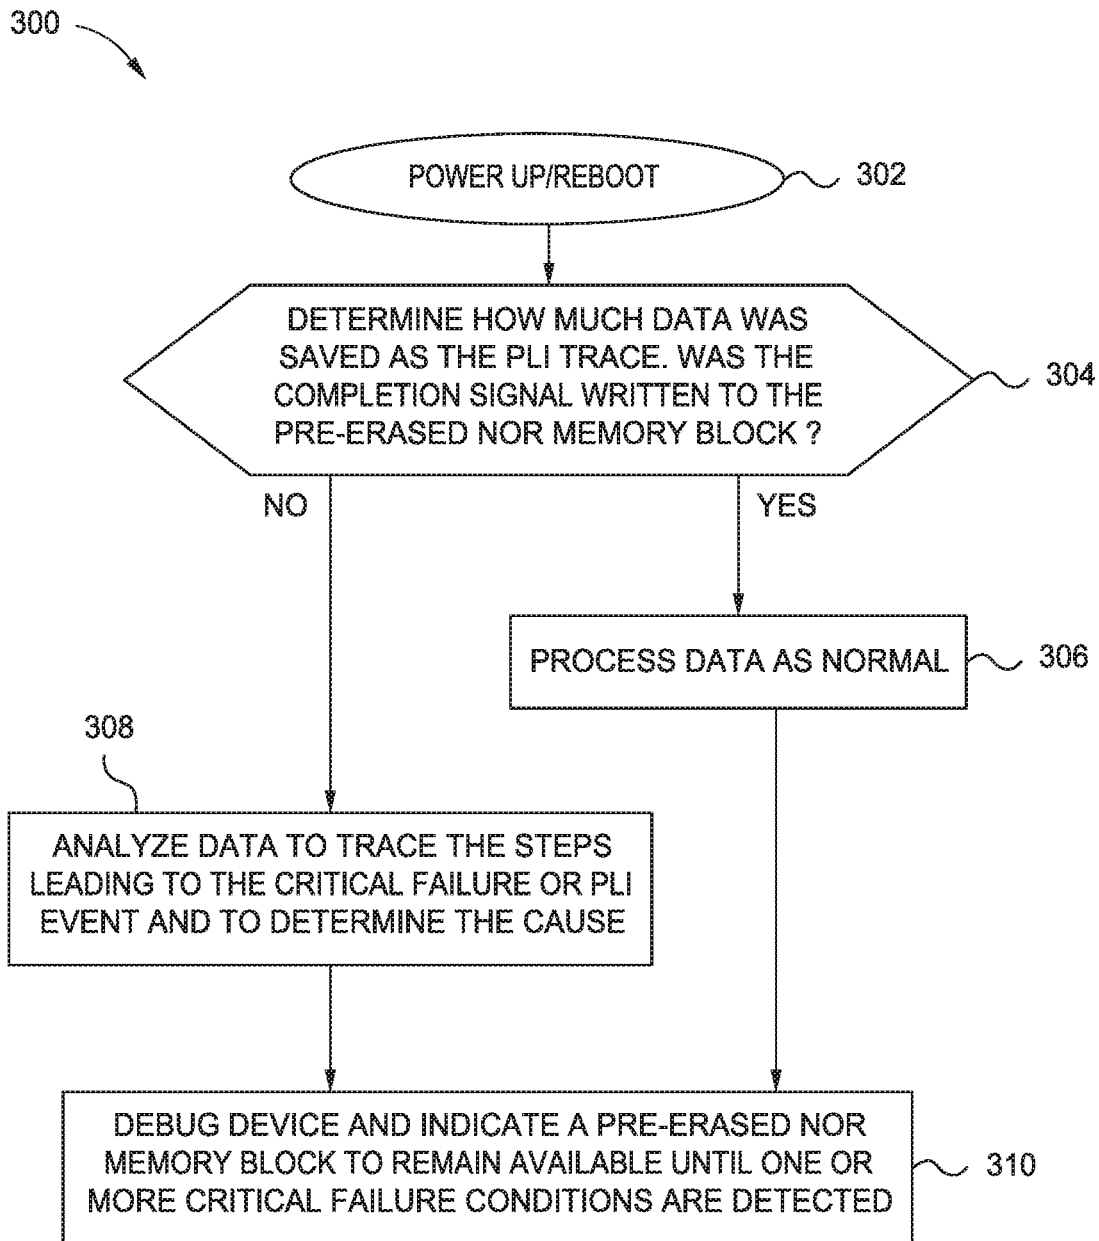 300
POWER UP/REBOOT
302
DETERMINE HOW MUCH DATA WAS
SAVED AS THE PLI TRACE. WAS THE
COMPLETION SIGNAL WRITTEN TO THE
PRE-ERASED NOR MEMORY BLOCK ?
304
NO
YES
PROCESS DATA AS NORMAL
306
308
ANALYZE DATA TO TRACE THE STEPS
LEADING TO THE CRITICAL FAILURE OR PLI
EVENT AND TO DETERMINE THE CAUSE
DEBUG DEVICE AND INDICATE A PRE-ERASED NOR
MEMORY BLOCK TO REMAIN AVAILABLE UNTIL ONE OR
MORE CRITICAL FAILURE CONDITIONS ARE DETECTED
310